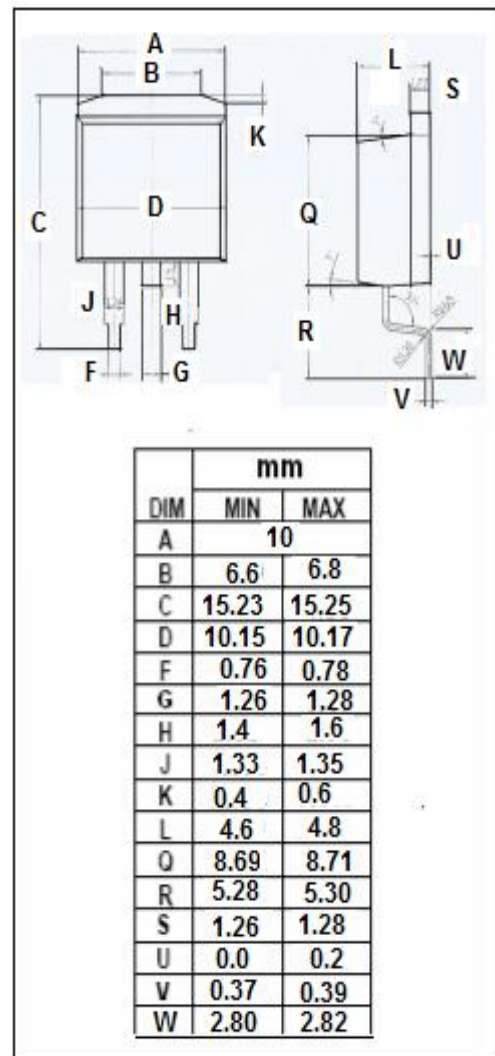 A
B
L
S
K
C
D
Q
U
J
H
R
F
G
W
V
mm
DIM MIN MAX
A 10
B 6.6 6.8
C 15.23 15.25
D 10.15 10.17
F 0.76 0.78
G 1.26 1.28
H 1.4 1.6
J 1.33 1.35
K 0.4 0.6
L 4.6 4.8
Q 8.69 8.71
R 5.28 5.30
S 1.26 1.28
U 0.0 0.2
V 0.37 0.39
W 2.80 2.82